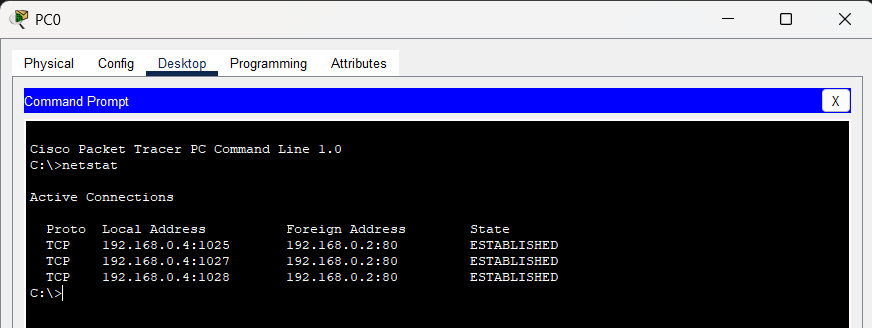 PC0
Physical Config Desktop Programming Attributes
Command Prompt X
Cisco Packet Tracer PC Command Line 1.0
C:\>netstat
Active Connections
Proto Local Address Foreign Address State
TCP 192.168.0.4:1025 192.168.0.2:80 ESTABLISHED
TCP 192.168.0.4:1027 192.168.0.2:80 ESTABLISHED
TCP 192.168.0.4:1028 192.168.0.2:80 ESTABLISHED
C:\>